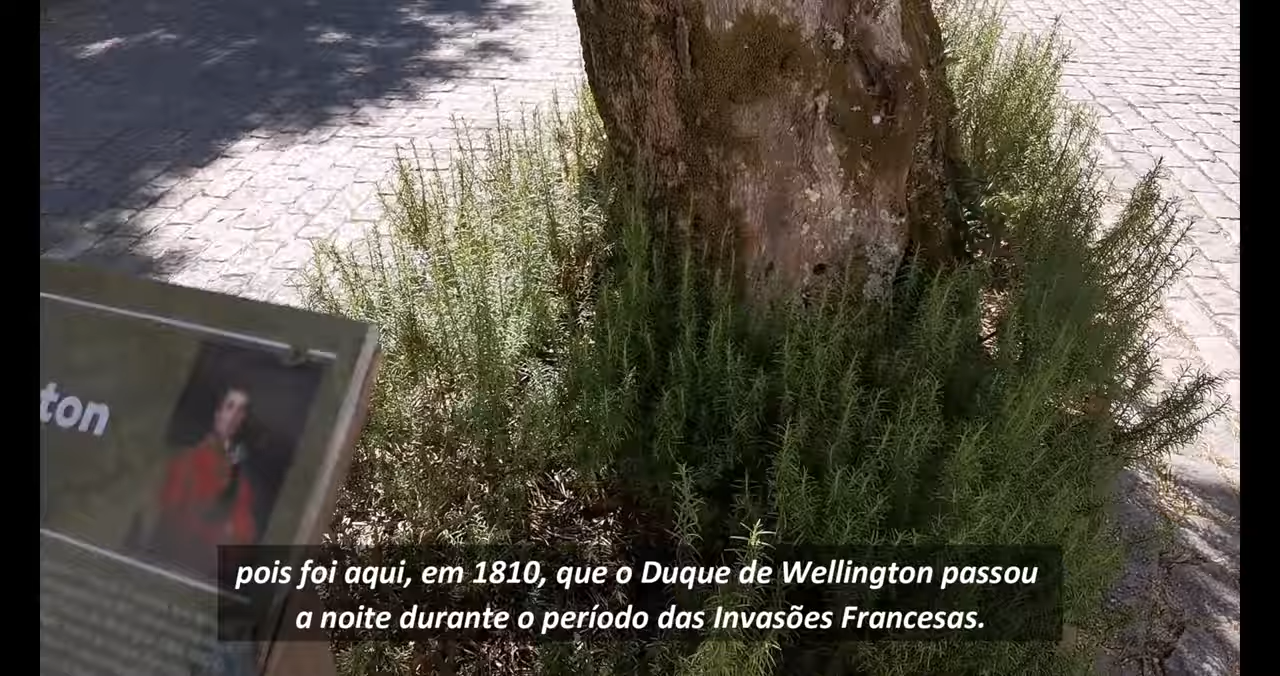 ton
pois foi aqui, em 1810, que o Duque de Wellington passou
a noite durante o período das Invasões Francesas.